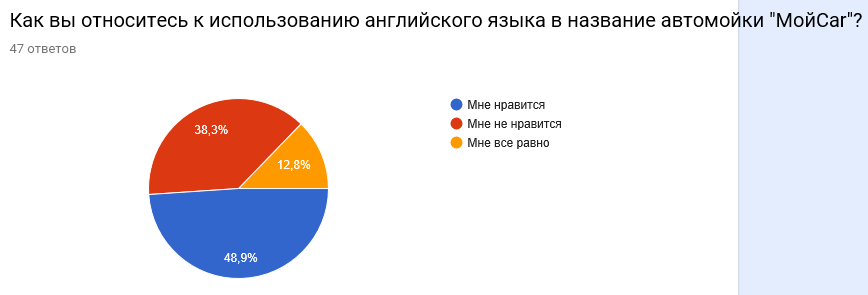 Как вы относитесь к использованию английского языка в название автомойки "МойCar"?
47 ответов
Мне нравится
Мне не нравится
Мне все равно
38,3%
12,8%
48,9%